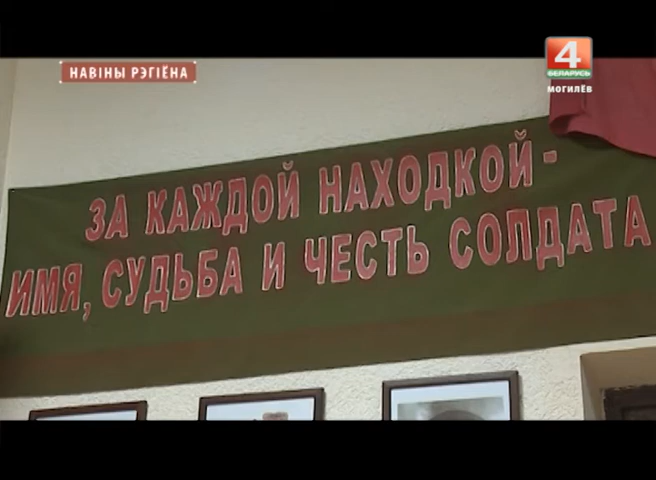 НАВІНЫ РЭГІЁНА
4
БЕЛАРУСЬ
МОГИЛЁВ
ЗА КАЖДОЙ НАХОДКОЙ -
ИМЯ, СУДЬБА И ЧЕСТЬ СОЛДАТА